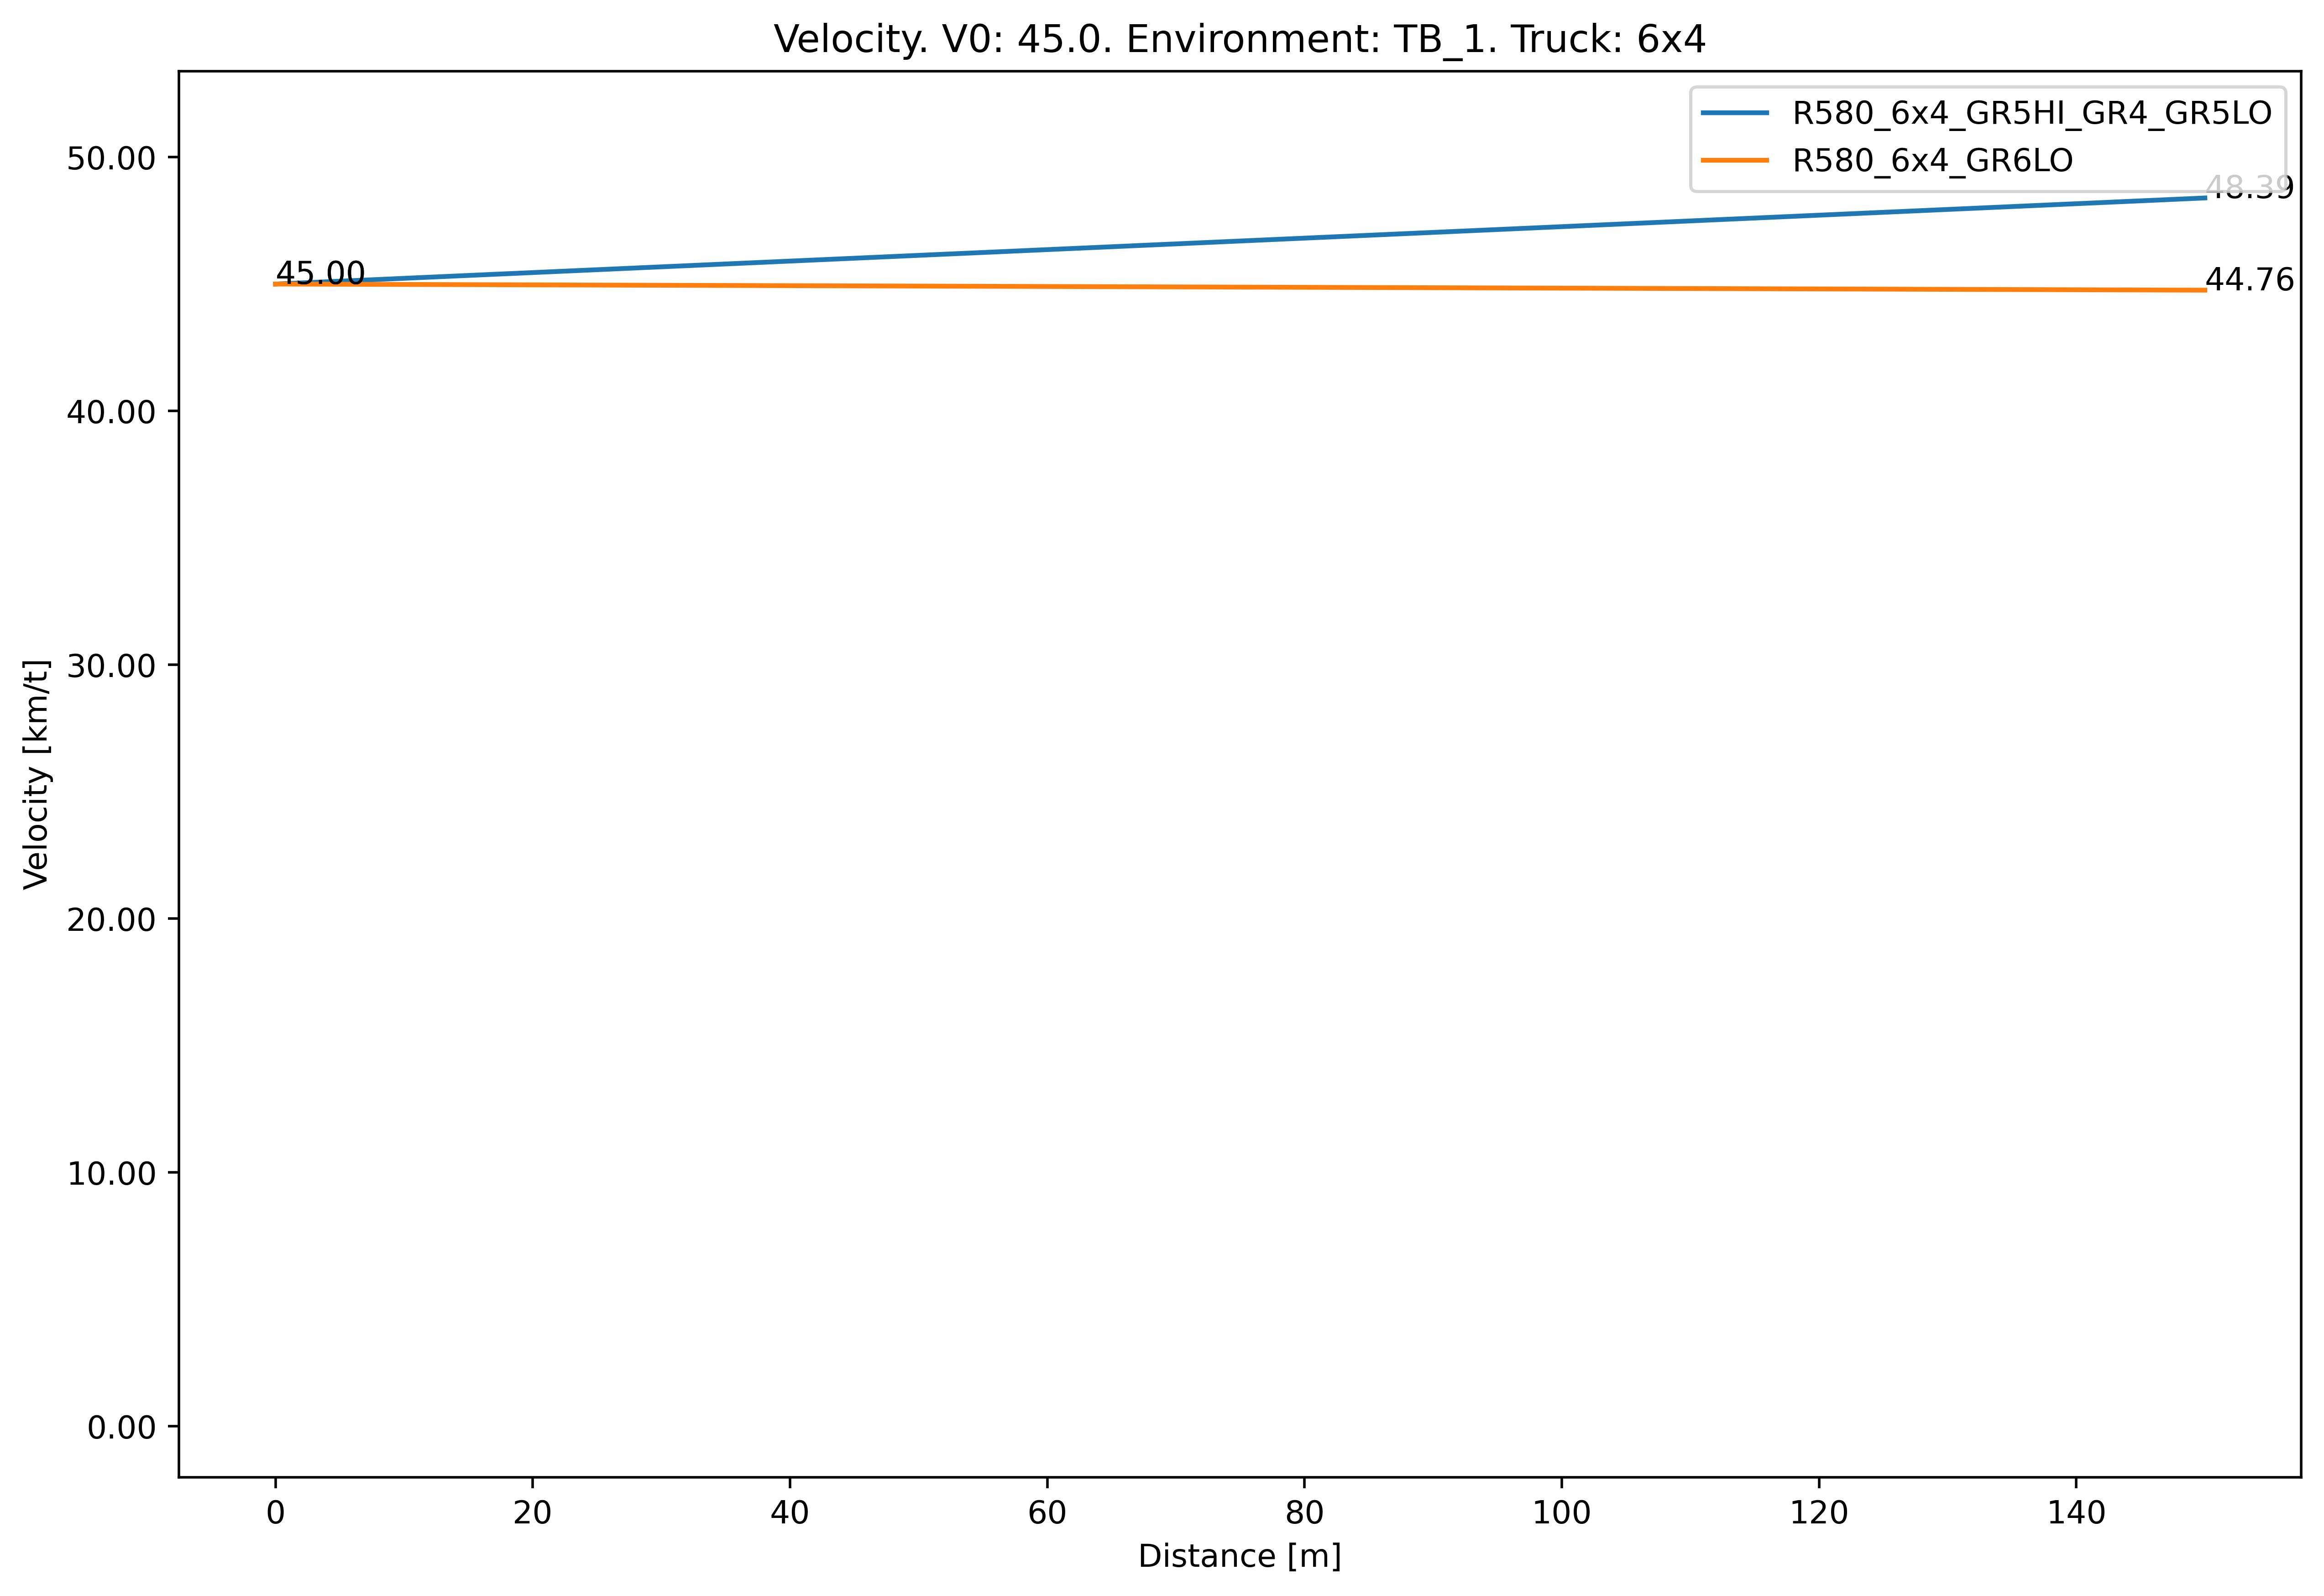 Velocity. V0: 45.0. Environment: TB_1. Truck: 6x4
R580_6x4_GR5HI_GR4_GR5LO
R580_6x4_GR6LO
48.39
45.00
44.76
50.00
40.00
30.00
20.00
10.00
0.00
Velocity [km/t]
0 20 40 60 80 100 120 140
Distance [m]